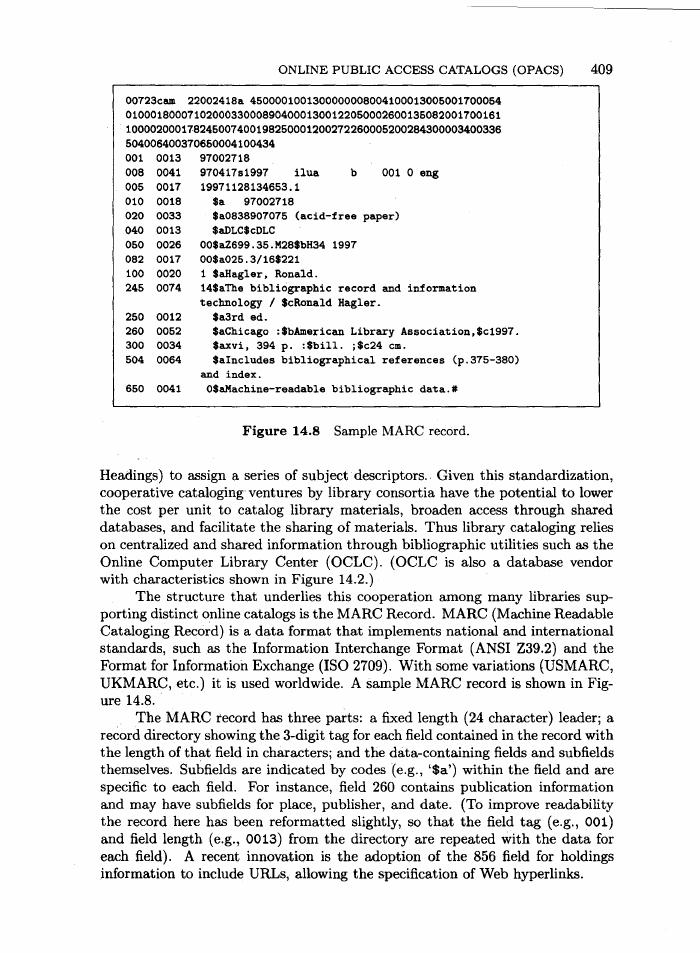 ONLINE PUBLIC ACCESS CATALOGS (OPACS) 409
00723cam 22002418a 4500001001300000008004100013005001700054
010001800071020003300089040001300122050002600135082001700161
100002000178245007400198250001200272260005200284300003400336
504006400370650004100434
001 0013 97002718
008 0041 970417s1997 ilua b 001 0 eng
005 0017 19971128134653.1
010 0018 $a 97002718
020 0033 $a0838907075 (acid-free paper)
040 0013 $aDLC$cDLC
050 0026 00$aZ699.35.M28$bH34 1997
082 0017 00$a025.3/16$221
100 0020 1 $aHagler, Ronald.
245 0074 14$aThe bibliographic record and information
technology / $cRonald Hagler.
250 0012 $a3rd ed.
260 0052 $aChicago :$bAmerican Library Association,$c1997.
300 0034 $axvi, 394 p. :$bill. ;$c24 cm.
504 0064 $aIncludes bibliographical references (p.375-380)
and index.
650 0041 0$aMachine-readable bibliographic data.#
Figure 14.8 Sample MARC record.
Headings) to assign a series of subject descriptors. Given this standardization,
cooperative cataloging ventures by library consortia have the potential to lower
the cost per unit to catalog library materials, broaden access through shared
databases, and facilitate the sharing of materials. Thus library cataloging relies
on centralized and shared information through bibliographic utilities such as the
Online Computer Library Center (OCLC). (OCLC is also a database vendor
with characteristics shown in Figure 14.2.)
The structure that underlies this cooperation among many libraries sup-
porting distinct online catalogs is the MARC Record. MARC (Machine Readable
Cataloging Record) is a data format that implements national and international
standards, such as the Information Interchange Format (ANSI Z39.2) and the
Format for Information Exchange (ISO 2709). With some variations (USMARC,
UKMARC, etc.) it is used worldwide. A sample MARC record is shown in Fig-
ure 14.8.
The MARC record has three parts: a fixed length (24 character) leader; a
record directory showing the 3-digit tag for each field contained in the record with
the length of that field in characters; and the data-containing fields and subfields
themselves. Subfields are indicated by codes (e.g., '$a') within the field and are
specific to each field. For instance, field 260 contains publication information
and may have subfields for place, publisher, and date. (To improve readability
the record here has been reformatted slightly, so that the field tag (e.g., 001)
and field length (e.g., 0013) from the directory are repeated with the data for
each field). A recent innovation is the adoption of the 856 field for holdings
information to include URLs, allowing the specification of Web hyperlinks.